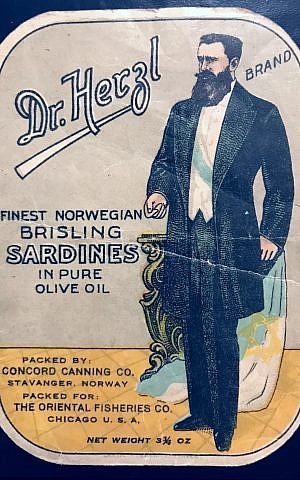 Dr. Herzl
BRAND
FINEST NORWEGIAN
BRISLING
SARDINES
IN PURE
OLIVE OIL
PACKED BY:
CONCORD CANNING CO.
STAVANGER, NORWAY
PACKED FOR:
THE ORIENTAL FISHERIES CO.
CHICAGO U. S. A.
NET WEIGHT 3¾ OZ